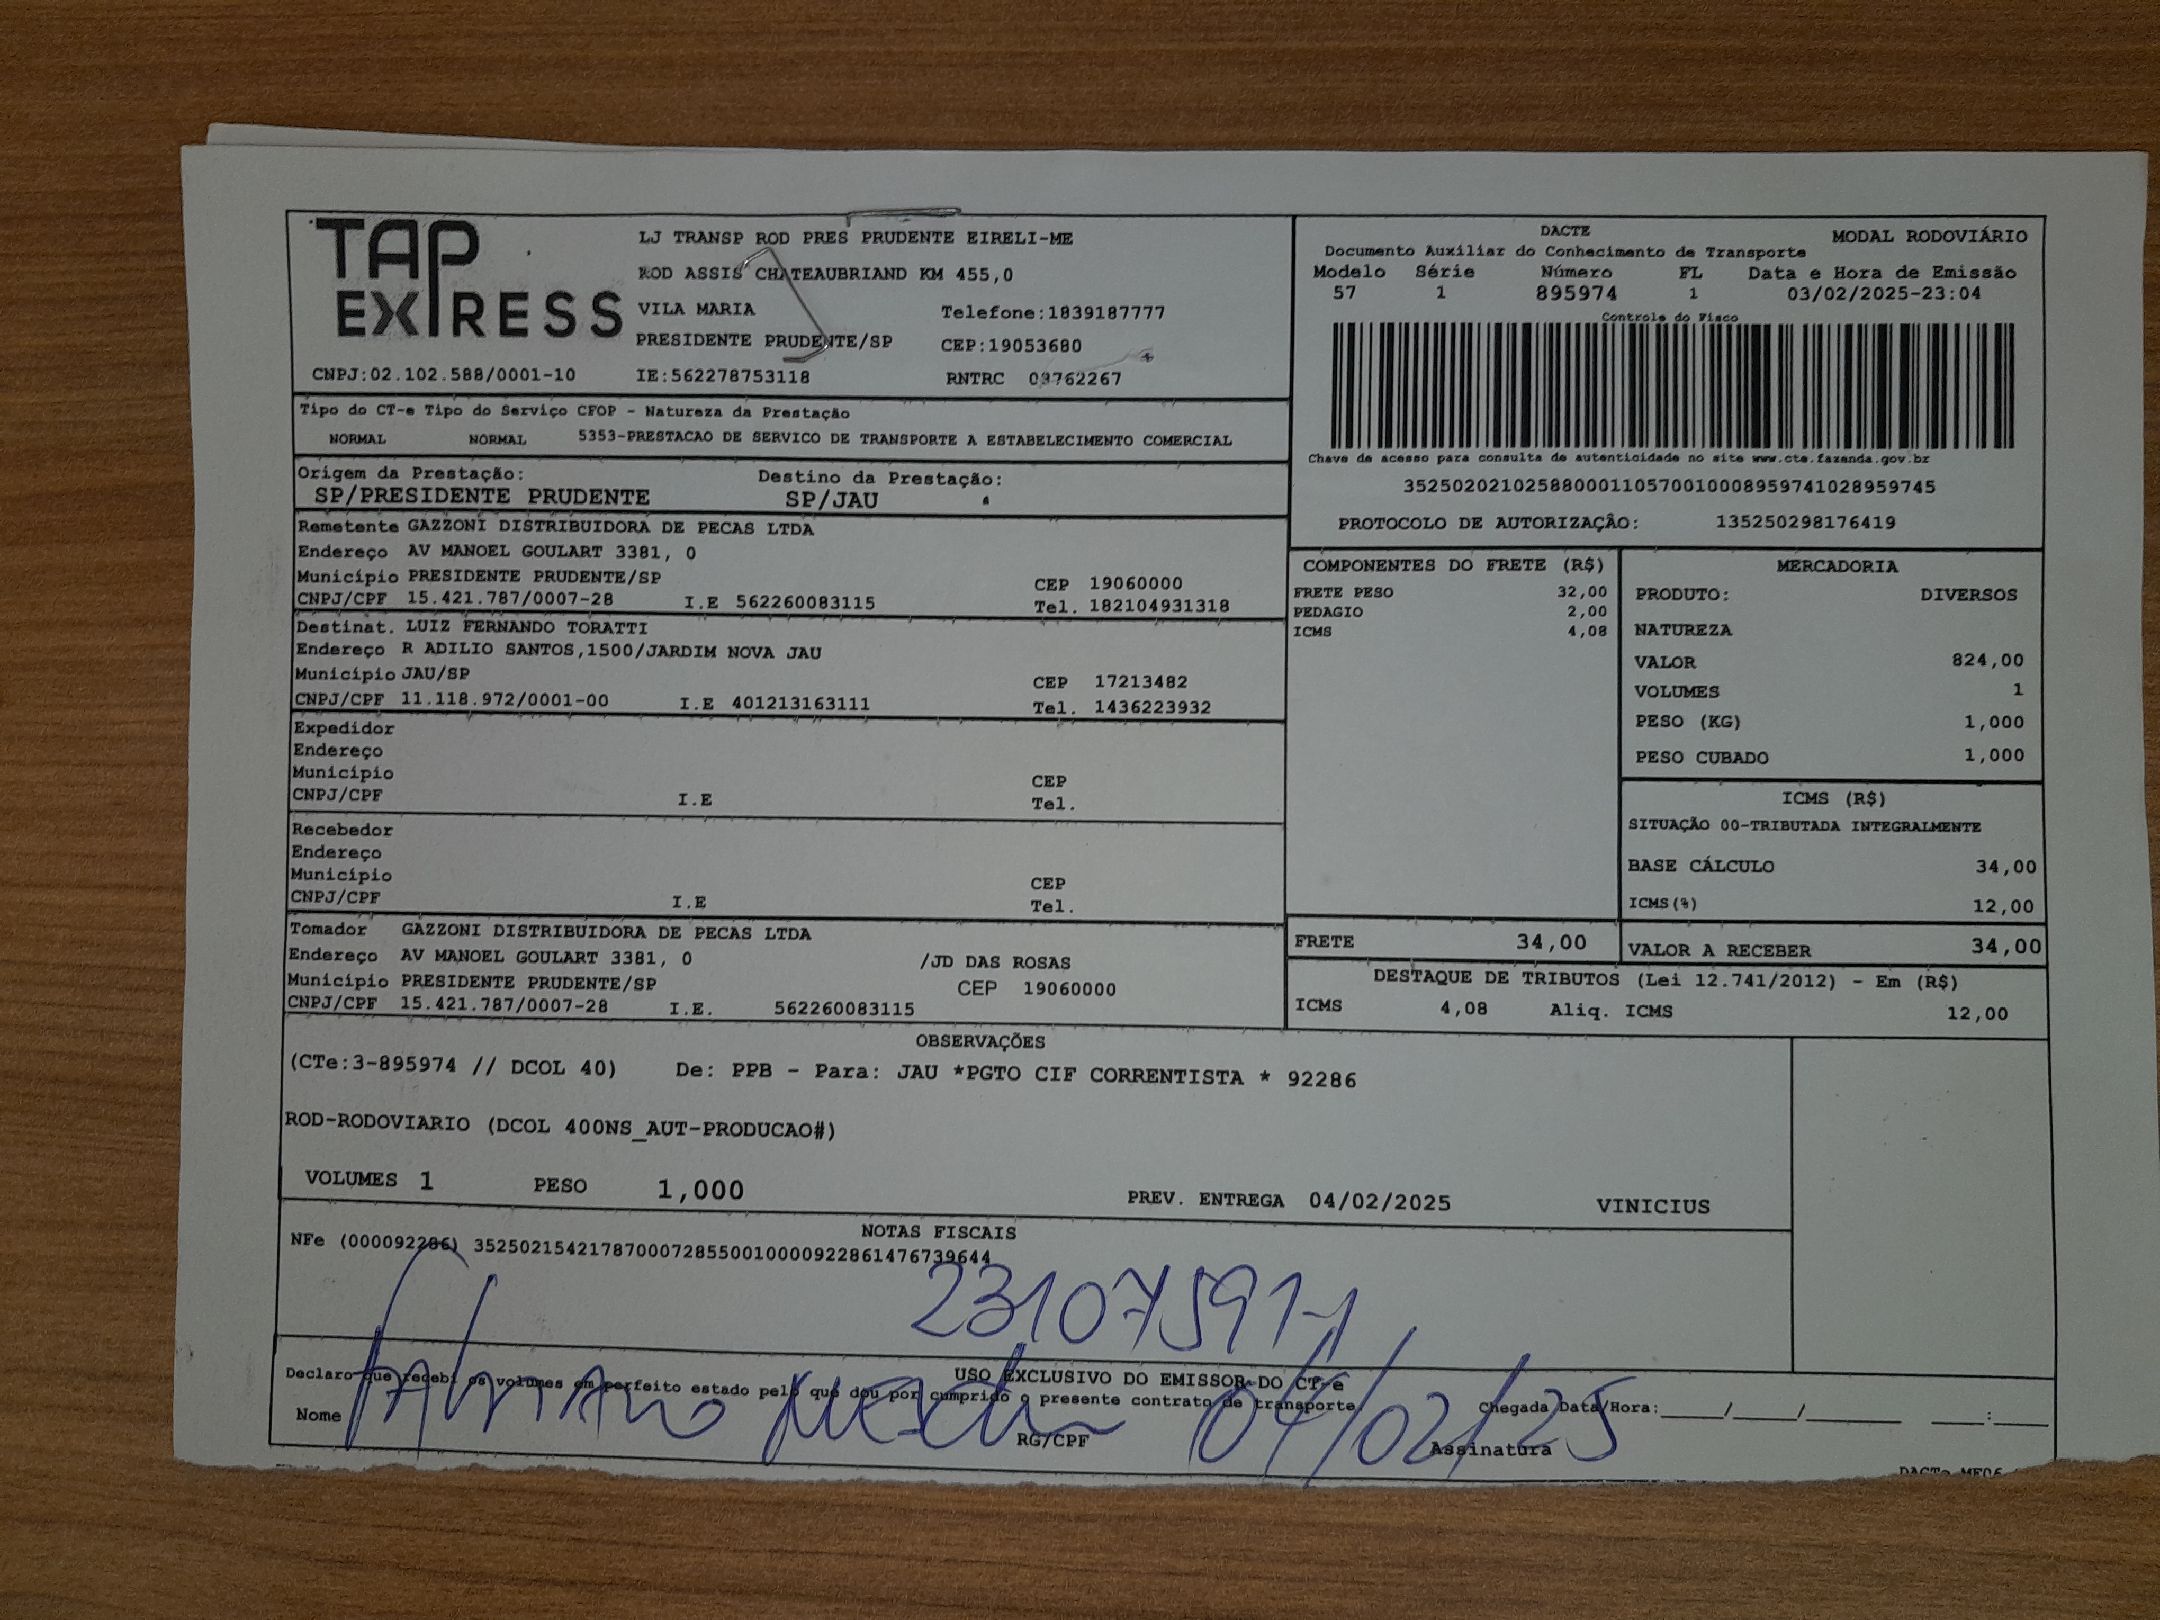 TAP
EXPRESS
LJ TRANSP ROD PRES PRUDENTE EIRELI-ME
ROD ASSIS CHATEAUBRIAND KM 455,0
VILA MARIA Telefone:1839187777
PRESIDENTE PRUDENTE/SP CEP:19053680
CNPJ:02.102.588/0001-10 IE:562278753118 RNTRC 09762267
DACTE MODAL RODOVIÁRIO
Documento Auxiliar do Conhecimento de Transporte
Modelo Série Número FL Data e Hora de Emissão
57 1 895974 1 03/02/2025-23:04
Controle do Fisco
Chave de acesso para consulta de autenticidade no site www.cte.fazenda.gov.br
35250202102588000110570010008959741028959745
PROTOCOLO DE AUTORIZAÇÃO: 135250298176419
Tipo do CT-e Tipo do Serviço CFOP - Natureza da Prestação
NORMAL NORMAL 5353-PRESTACAO DE SERVICO DE TRANSPORTE A ESTABELECIMENTO COMERCIAL
Origem da Prestação: Destino da Prestação:
SP/PRESIDENTE PRUDENTE SP/JAU
Remetente GAZZONI DISTRIBUIDORA DE PECAS LTDA
Endereço AV MANOEL GOULART 3381, 0
Município PRESIDENTE PRUDENTE/SP CEP 19060000
CNPJ/CPF 15.421.787/0007-28 I.E 562260083115 Tel. 182104931318
Destinat. LUIZ FERNANDO TORATTI
Endereço R ADILIO SANTOS,1500/JARDIM NOVA JAU
Município JAU/SP CEP 17213482
CNPJ/CPF 11.118.972/0001-00 I.E 401213163111 Tel. 1436223932
Expedidor
Endereço
Município CEP
CNPJ/CPF I.E Tel.
Recebedor
Endereço
Município CEP
CNPJ/CPF I.E Tel.
Tomador GAZZONI DISTRIBUIDORA DE PECAS LTDA
Endereço AV MANOEL GOULART 3381, 0 /JD DAS ROSAS
Município PRESIDENTE PRUDENTE/SP CEP 19060000
CNPJ/CPF 15.421.787/0007-28 I.E. 562260083115
COMPONENTES DO FRETE (R$)
FRETE PESO 32,00
PEDAGIO 2,00
ICMS 4,08
MERCADORIA
PRODUTO: DIVERSOS
NATUREZA
VALOR 824,00
VOLUMES 1
PESO (KG) 1,000
PESO CUBADO 1,000
ICMS (R$)
SITUAÇÃO 00-TRIBUTADA INTEGRALMENTE
BASE CÁLCULO 34,00
ICMS(%) 12,00
FRETE 34,00 VALOR A RECEBER 34,00
DESTAQUE DE TRIBUTOS (Lei 12.741/2012) - Em (R$)
ICMS 4,08 Aliq. ICMS 12,00
OBSERVAÇÕES
(CTe:3-895974 // DCOL 40) De: PPB - Para: JAU *PGTO CIF CORRENTISTA * 92286
ROD-RODOVIARIO (DCOL 400NS_AUT-PRODUCAO#)
VOLUMES 1 PESO 1,000 PREV. ENTREGA 04/02/2025 VINICIUS
NOTAS FISCAIS
NFe (000092286) 35250215421787000728550010000922861476739644
23107591-1
USO EXCLUSIVO DO EMISSOR DO CT-e
Declaro que recebi os volumes em perfeito estado pelo que dou por cumprido o presente contrato de transporte.
Chegada Data/Hora:____/____/______ ____:____
Nome RG/CPF Assinatura
04/02/25